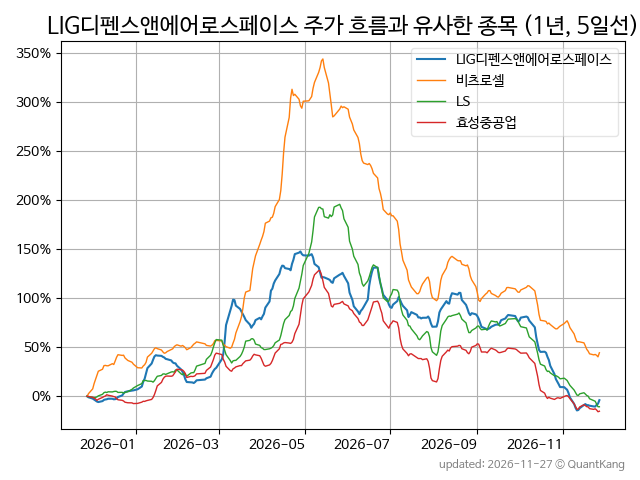 LIG디펜스앤에어로스페이스 주가 흐름과 유사한 종목 (1년, 5일선)
LIG디펜스앤에어로스페이스
비츠로셀
LS
효성중공업
350%
300%
250%
200%
150%
100%
50%
0%
2026-01 2026-03 2026-05 2026-07 2026-09 2026-11
updated: 2026-11-27 © QuantKang